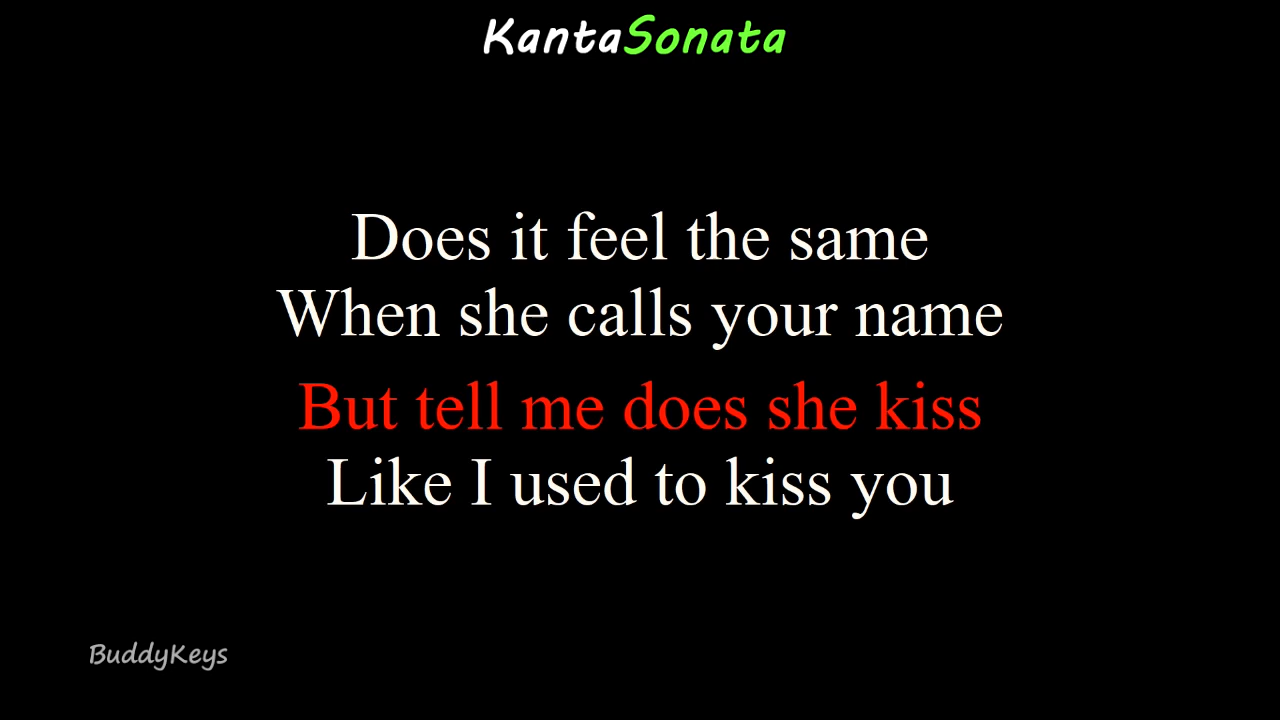 KantaSonata
Does it feel the same
When she calls your name
But tell me does she kiss
Like I used to kiss you
BuddyKeys